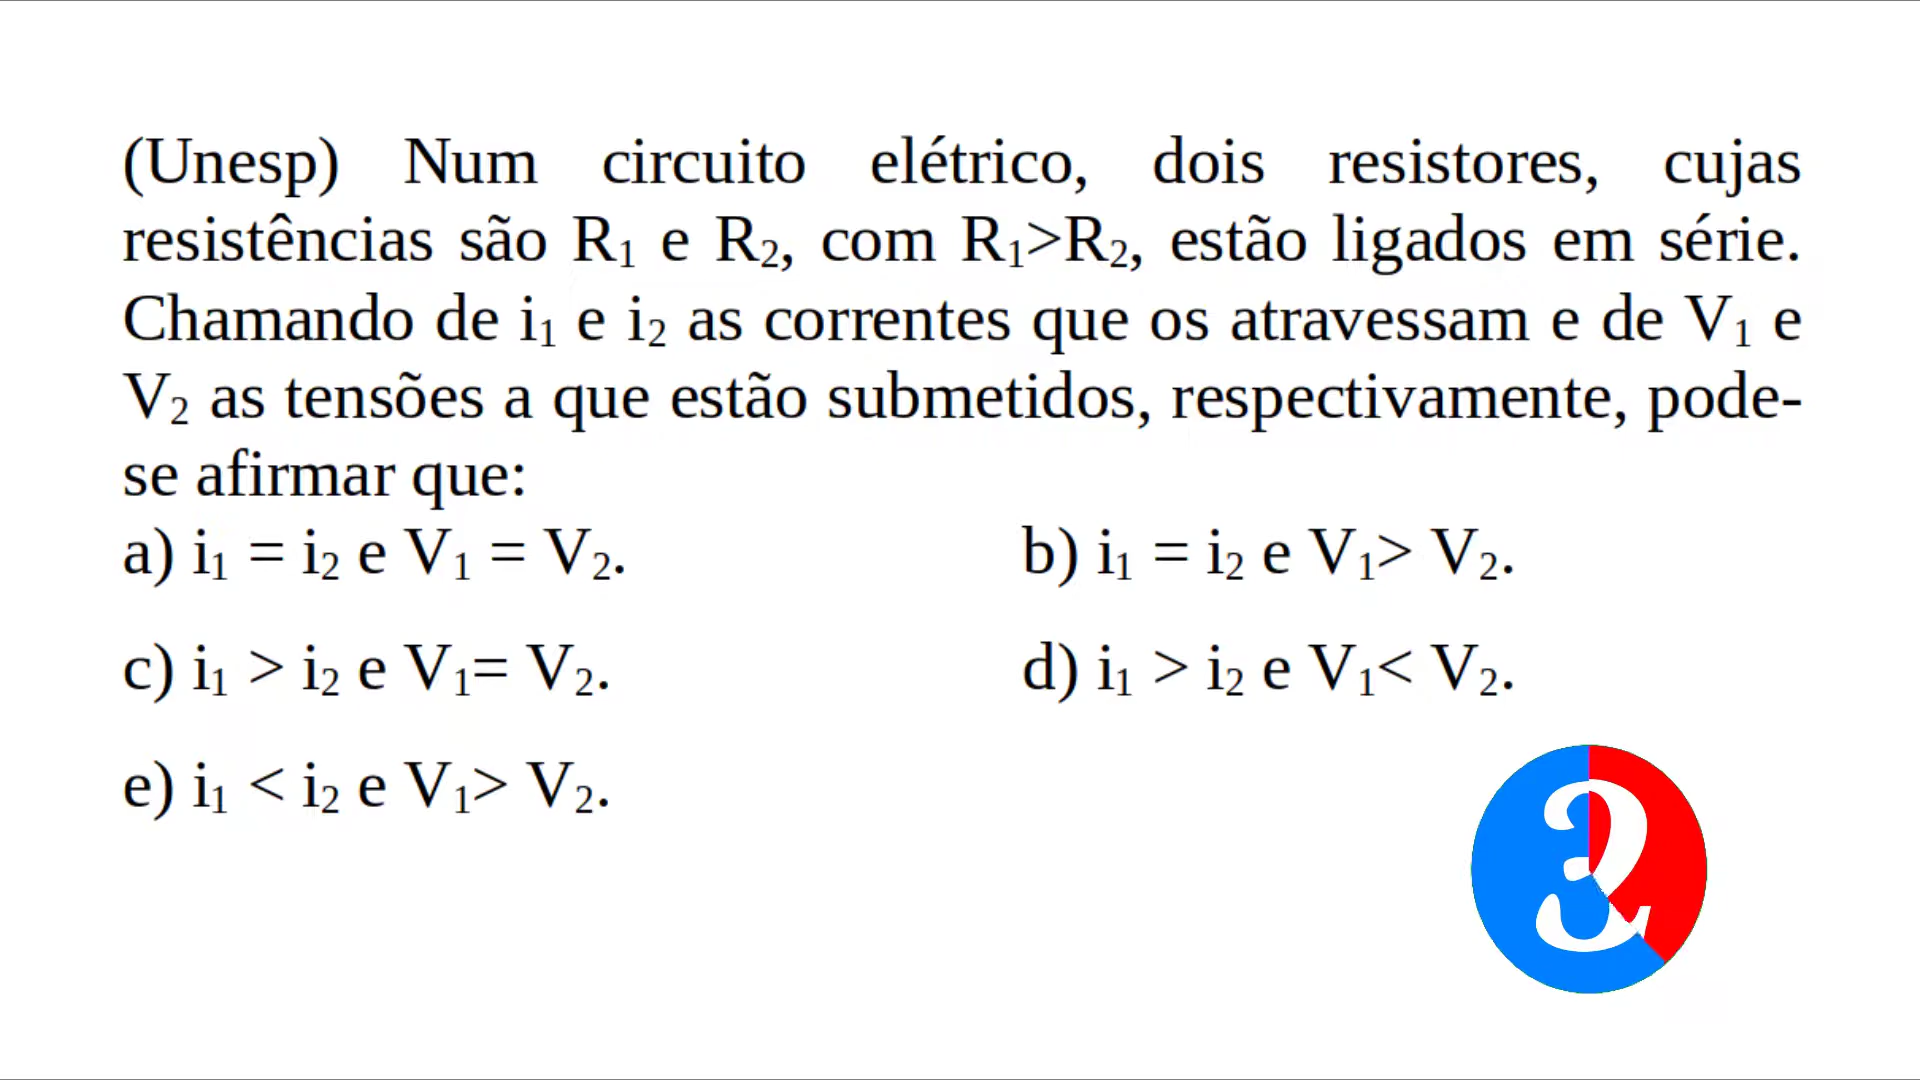 (Unesp) Num circuito elétrico, dois resistores, cujas
resistências são R₁ e R₂, com R₁>R₂, estão ligados em série.
Chamando de i₁ e i₂ as correntes que os atravessam e de V₁ e
V₂ as tensões a que estão submetidos, respectivamente, pode-
se afirmar que:
a) i₁ = i₂ e V₁ = V₂.
b) i₁ = i₂ e V₁> V₂.
c) i₁ > i₂ e V₁= V₂.
d) i₁ > i₂ e V₁< V₂.
e) i₁ < i₂ e V₁> V₂.